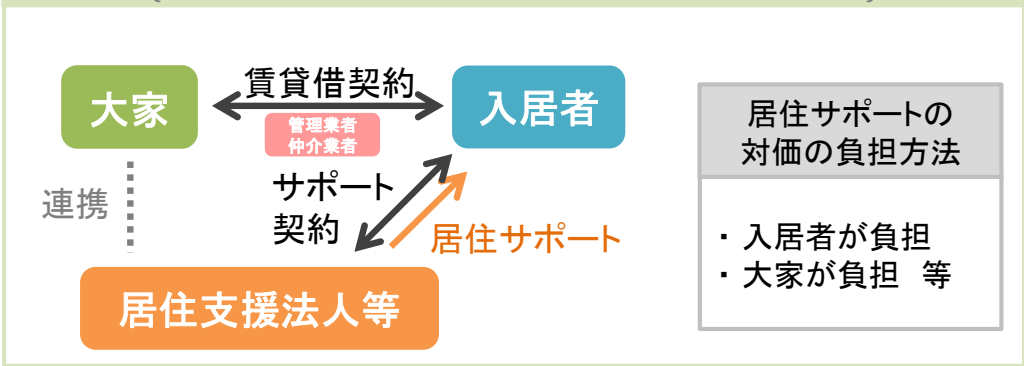 賃貸借契約
大家
入居者
管理業者
仲介業者
連携
サポート
契約
居住サポート
居住支援法人等
居住サポートの
対価の負担方法
・ 入居者が負担
・ 大家が負担 等